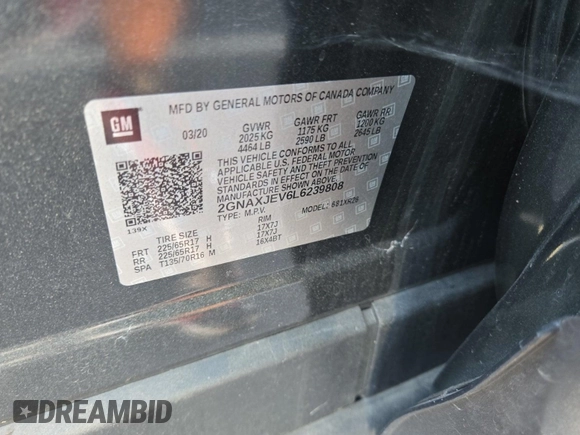 MFD BY GENERAL MOTORS OF CANADA COMPANY
GM
03/20 GVWR GAWR FRT GAWR RR
2025 KG 1175 KG 1200 KG
4464 LB 2590 LB 2645 LB
THIS VEHICLE CONFORMS TO ALL
APPLICABLE U.S. FEDERAL MOTOR
VEHICLE SAFETY, BUMPER, AND
THEFT PREVENTION STANDARDS IN
EFFECT ON THE DATE OF
MANUFACTURE SHOWN ABOVE.
2GNAXJEV6L6239808
TYPE: M.P.V. MODEL:
139X
TIRE SIZE RIM
FRT 225/65R17 H 17X7J
RR 225/65R17 H 17X7J
SPA T135/70R16 M 16X4BT
DREAMBID